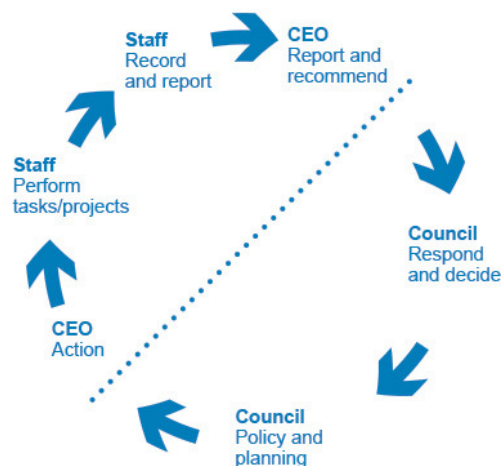 CEO
Report and
recommend
Staff
Record
and report
Staff
Perform
tasks/projects
Council
Respond
and decide
CEO
Action
Council
Policy and
planning